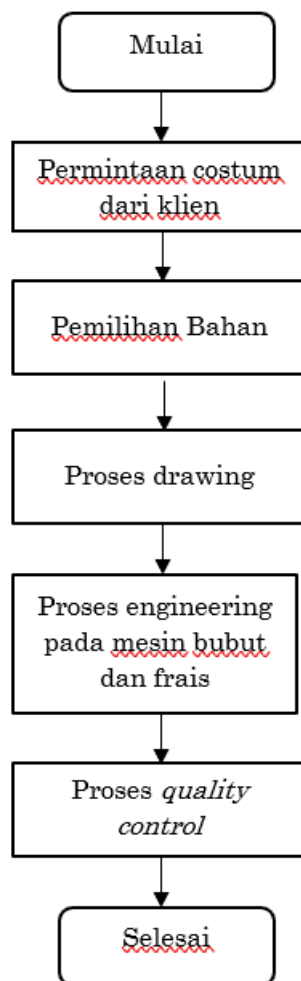 Mulai
Permintaan costum
dari klien
Pemilihan Bahan
Proses drawing
Proses engineering
pada mesin bubut
dan frais
Proses quality
control
Selesai